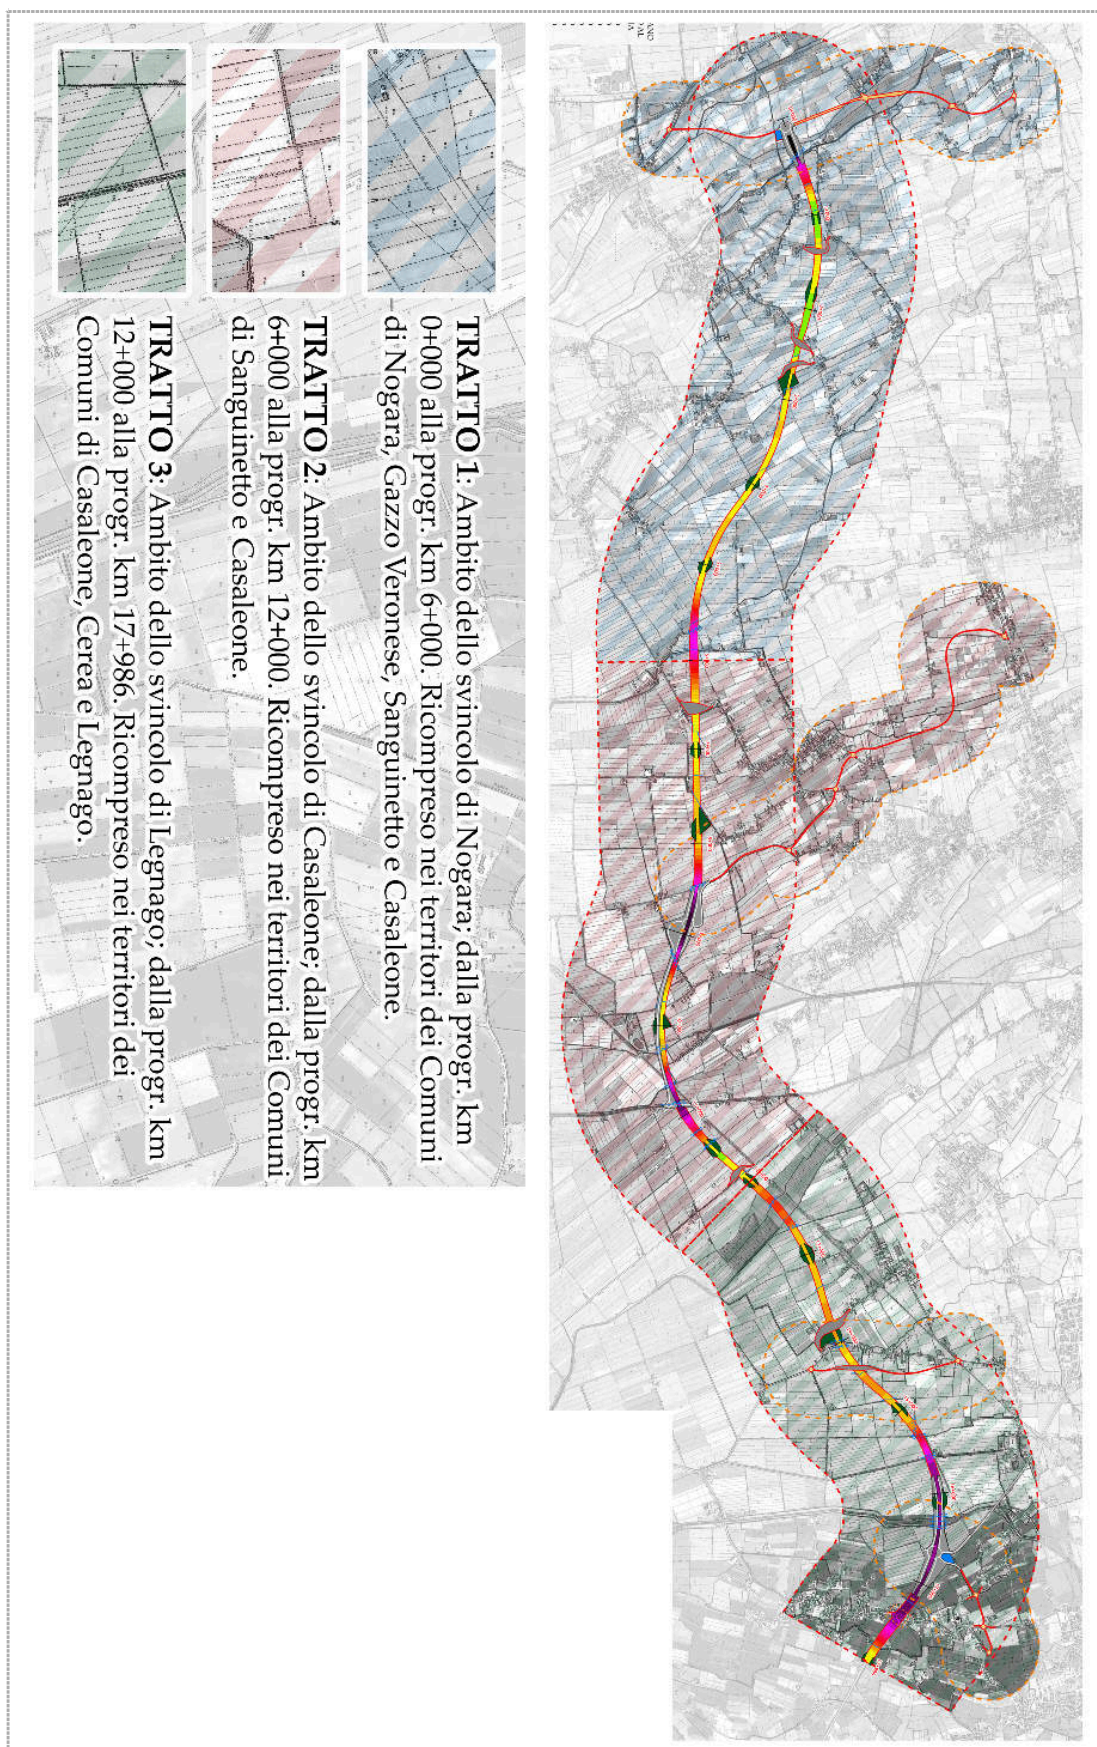 TRATTO 1: Ambito dello svincolo di Nogara; dalla progr. km
0+000 alla progr. km 6+000. Ricompreso nei territori dei Comuni
di Nogara, Gazzo Veronese, Sanguinetto e Casaleone.
TRATTO 2: Ambito dello svincolo di Casaleone; dalla progr. km
6+000 alla progr. km 12+000. Ricompreso nei territori dei Comuni
di Sanguinetto e Casaleone.
TRATTO 3: Ambito dello svincolo di Legnago; dalla progr. km
12+000 alla progr. km 17+986. Ricompreso nei territori dei
Comuni di Casaleone, Cerea e Legnago.